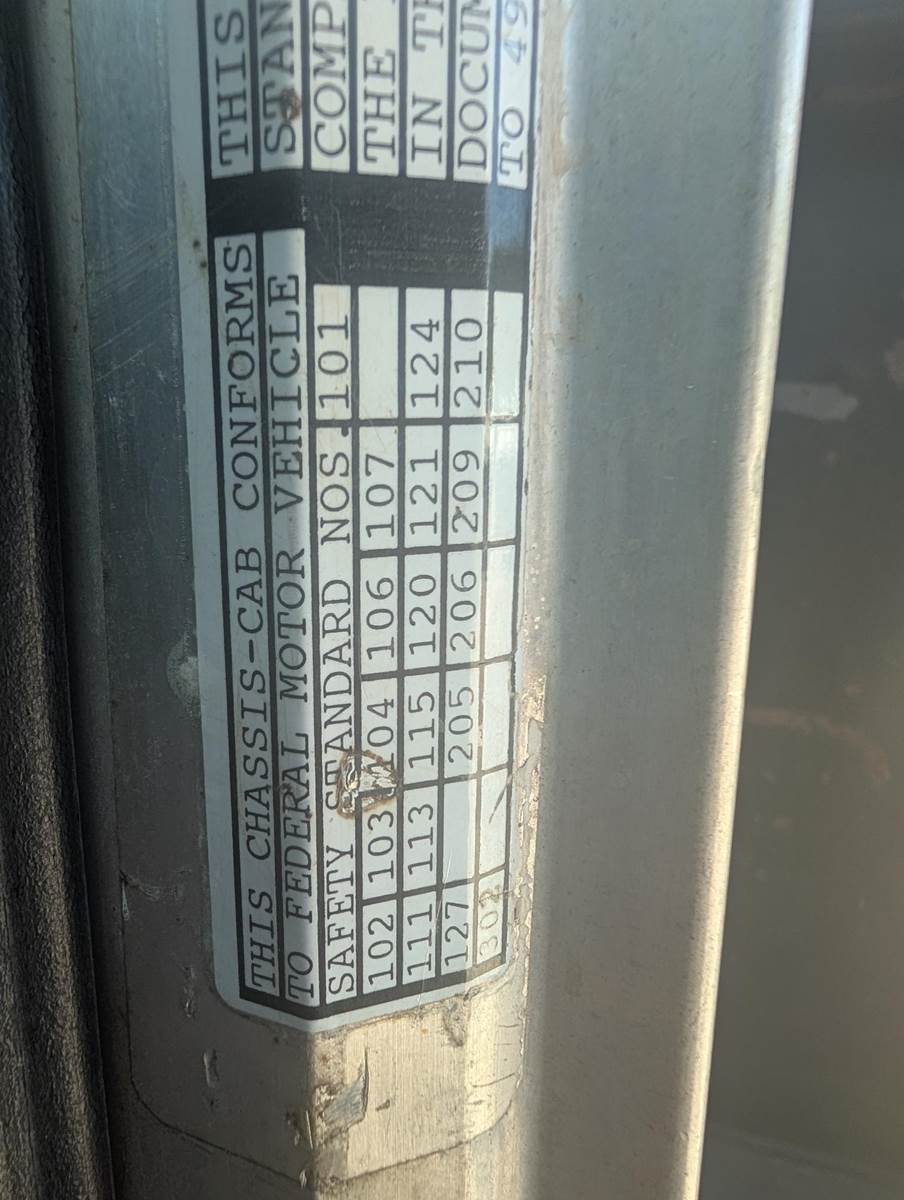 THIS CHASSIS-CAB CONFORMS
TO FEDERAL MOTOR VEHICLE
SAFETY STANDARD NOS. 101
102 103 104 106 107
111 113 115 120 121 124
127 205 206 209 210
302
THIS
STAN
COMP
THE
IN TH
DOCUM
TO 49